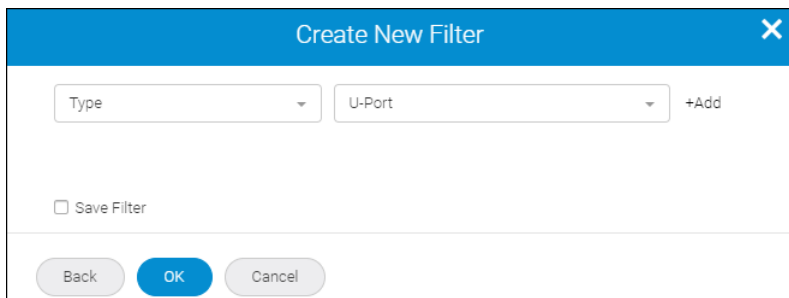 Create New Filter
Type U-Port +Add
Save Filter
Back OK Cancel